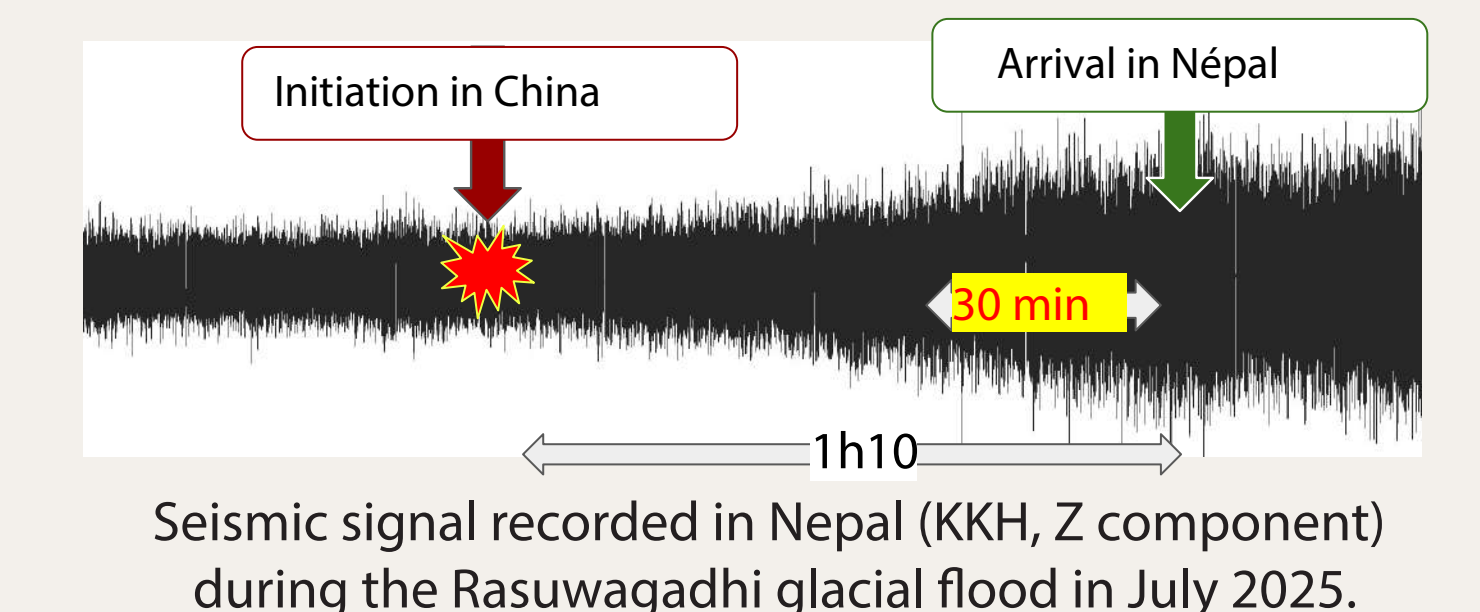 Initiation in China
Arrival in Népal
30 min
1h10
Seismic signal recorded in Nepal (KKH, Z component)
during the Rasuwagadhi glacial flood in July 2025.